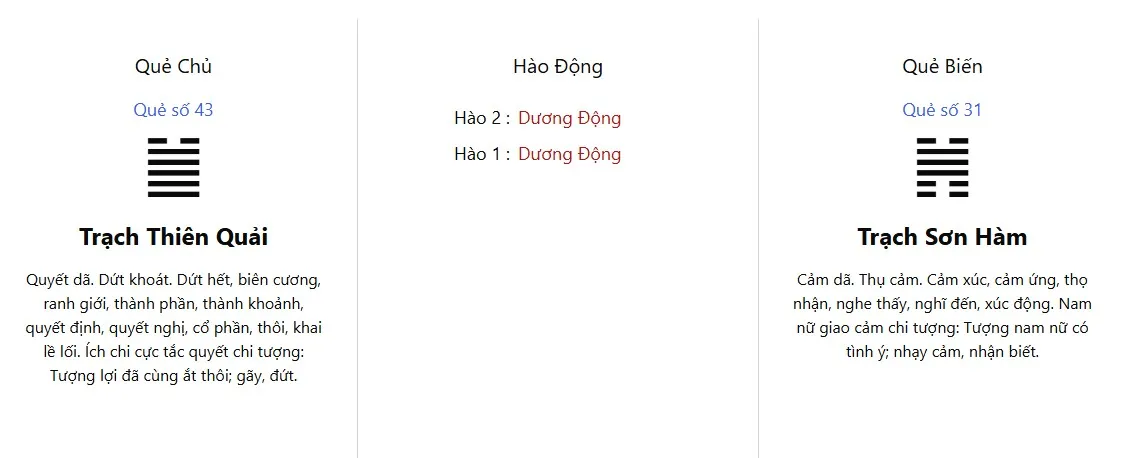 Quẻ Chủ
Quẻ số 43
Trạch Thiên Quải
Quyết dã. Dứt khoát. Dứt hết, biên cương,
ranh giới, thành phần, thành khoảnh,
quyết định, quyết nghị, cổ phần, thôi, khai
lề lối. Ích chi cực tắc quyết chi tượng:
Tượng lợi đã cùng ắt thôi; gãy, đứt.
Hào Động
Hào 2 : Dương Động
Hào 1 : Dương Động
Quẻ Biến
Quẻ số 31
Trạch Sơn Hàm
Cảm dã. Thụ cảm. Cảm xúc, cảm ứng, thọ
nhận, nghe thấy, nghĩ đến, xúc động. Nam
nữ giao cảm chi tượng: Tượng nam nữ có
tình ý; nhạy cảm, nhận biết.